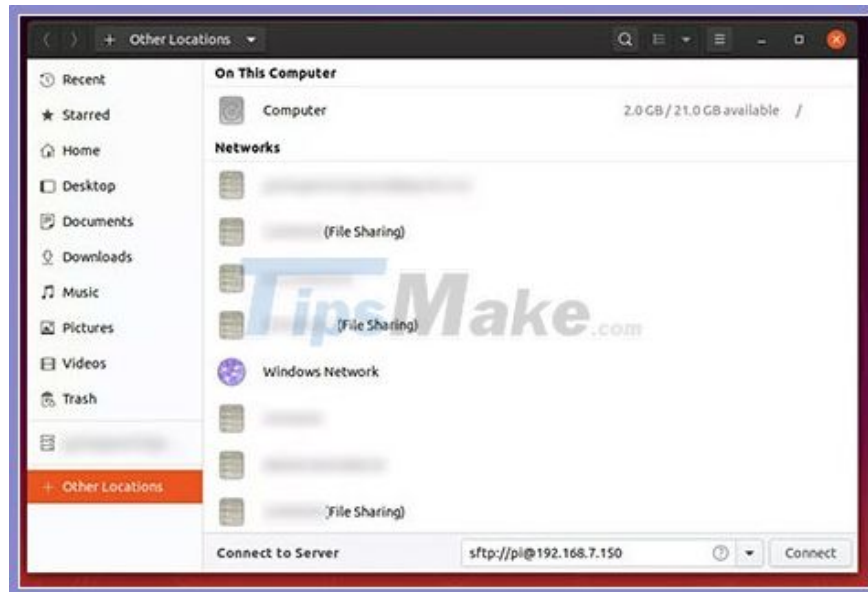 + Other Locations
Recent
Starred
Home
Desktop
Documents
Downloads
Music
Pictures
Videos
Trash
+ Other Locations
On This Computer
Computer 2.0 GB / 21.0 GB available /
Networks
(File Sharing)
(File Sharing)
Windows Network
(File Sharing)
Connect to Server sftp://pi@192.168.7.150 Connect
TipsMake.com